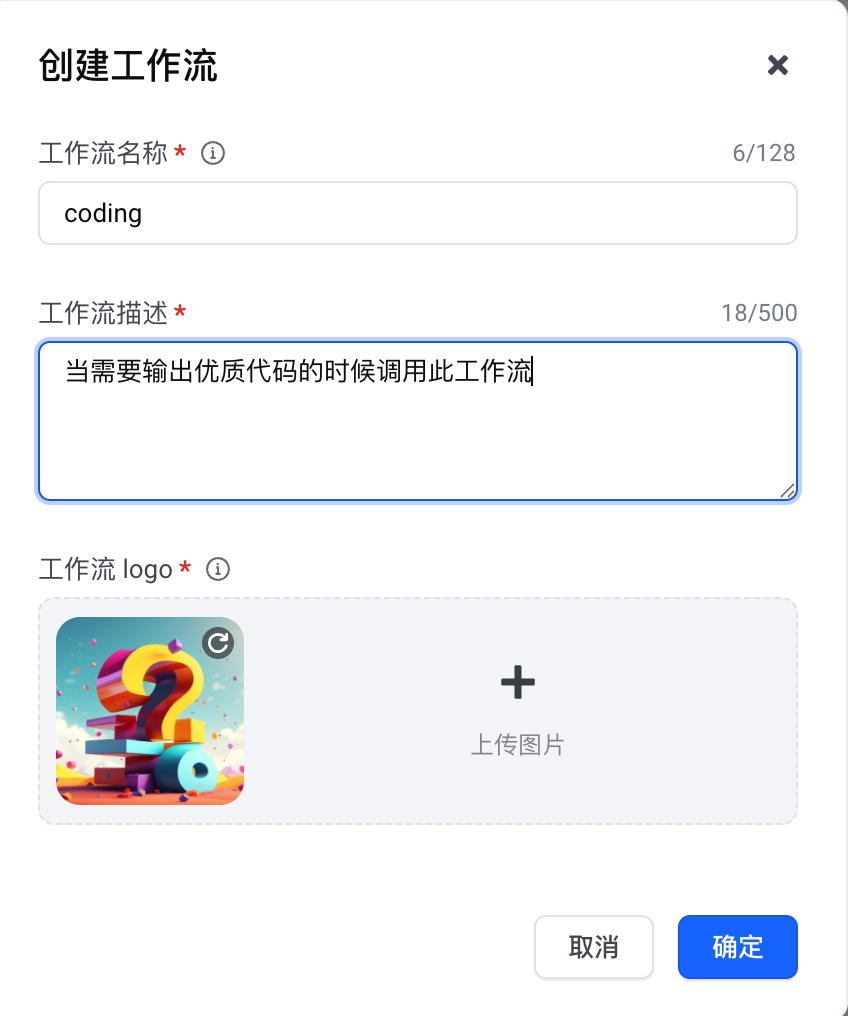 创建工作流
工作流名称 * 6/128
coding
工作流描述 * 18/500
当需要输出优质代码的时候调用此工作流
工作流 logo *
?
上传图片
取消 确定